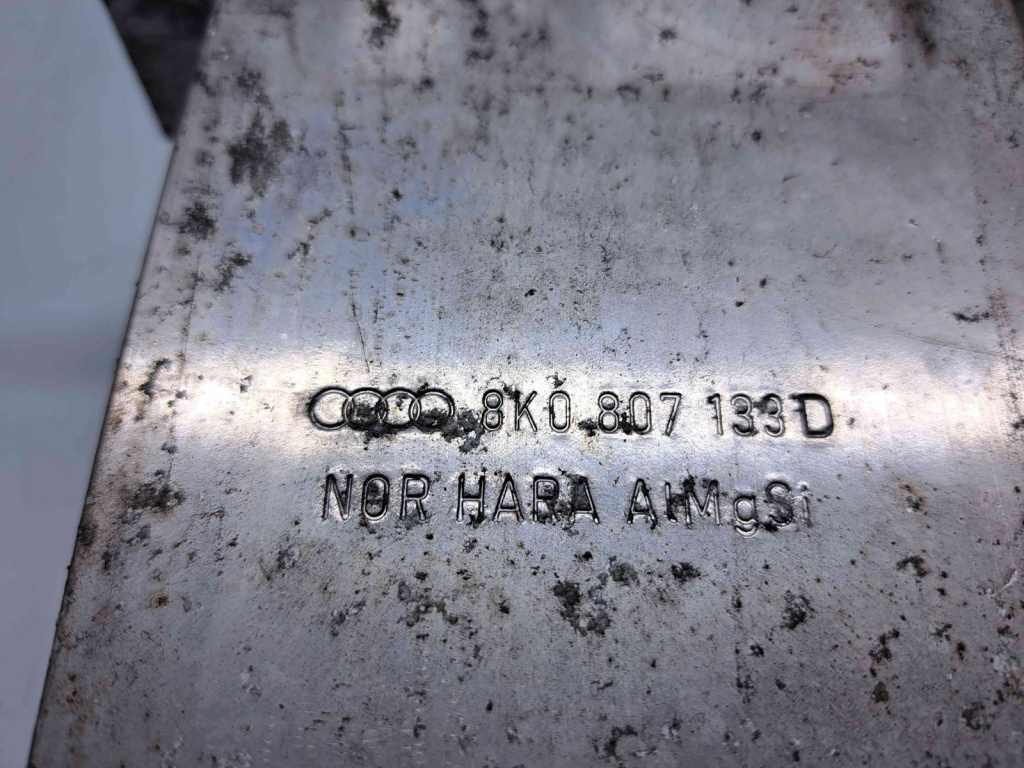 8K0 807 133 D
NOR HARA AlMgSi